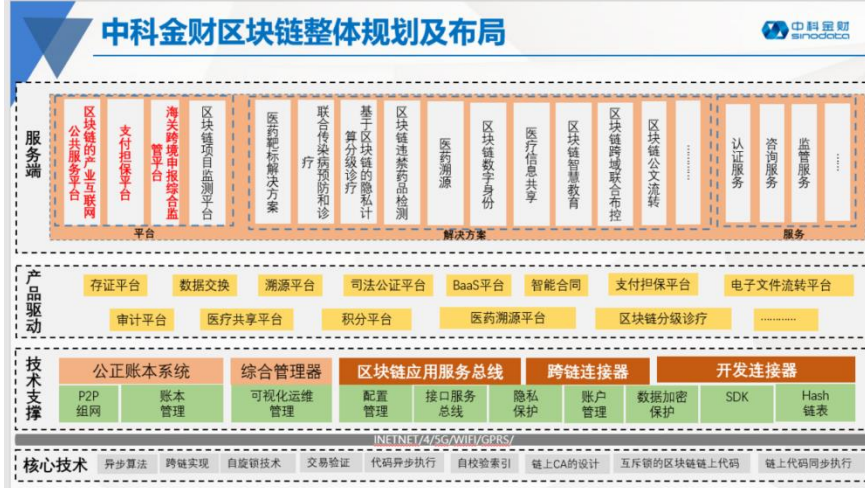 中科金财区块链整体规划及布局
中科金财
sinodata
服务端
区块链的产业互联网公共服务平台
支付担保平台
海关跨境申报综合监管平台
区块链项目监测平台
医药靶标解决方案
联合传染病预防和诊疗
基于区块链的隐私计算分级诊疗
区块链违禁药品检测
医药溯源
区块链数字身份
医疗信息共享
区块链智慧教育
区块链跨域联合布控
区块链公文流转
…………
认证服务
咨询服务
监管服务
……
平台
解决方案
服务
产品驱动
存证平台 数据交换 溯源平台 司法公证平台 BaaS平台 智能合同 支付担保平台 电子文件流转平台
审计平台 医疗共享平台 积分平台 医药溯源平台 区块链分级诊疗 …………
技术支撑
公正账本系统 综合管理器 区块链应用服务总线 跨链连接器 开发连接器
P2P组网
账本管理
可视化运维管理
配置管理
接口服务总线
隐私保护
账户管理
数据加密保护
SDK
Hash链表
INETNET/4/5G/WIFI/GPRS/
核心技术 异步算法 跨链实现 自旋锁技术 交易验证 代码异步执行 自校验索引 链上CA的设计 互斥锁的区块链链上代码 链上代码同步执行